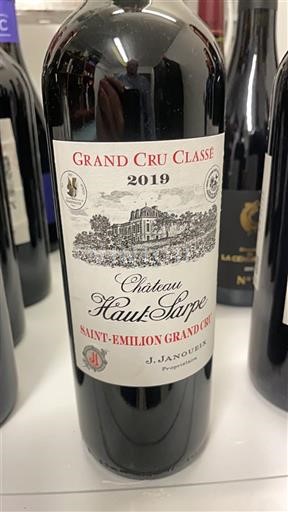 GRAND CRU CLASSÉ
2019
Château
Haut-Sarpe
SAINT-EMILION GRAND CRU
J. JANOUEIX
Propriétaire